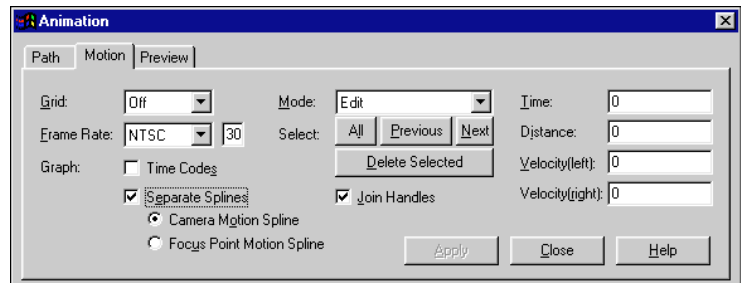 Animation
Path Motion Preview
Grid: Off Mode: Edit Time: 0
Frame Rate: NTSC 30 Select: All Previous Next Distance: 0
Graph: Time Codes Delete Selected Velocity(left): 0
Separate Splines Join Handles Velocity(right): 0
Camera Motion Spline
Focus Point Motion Spline Apply Close Help